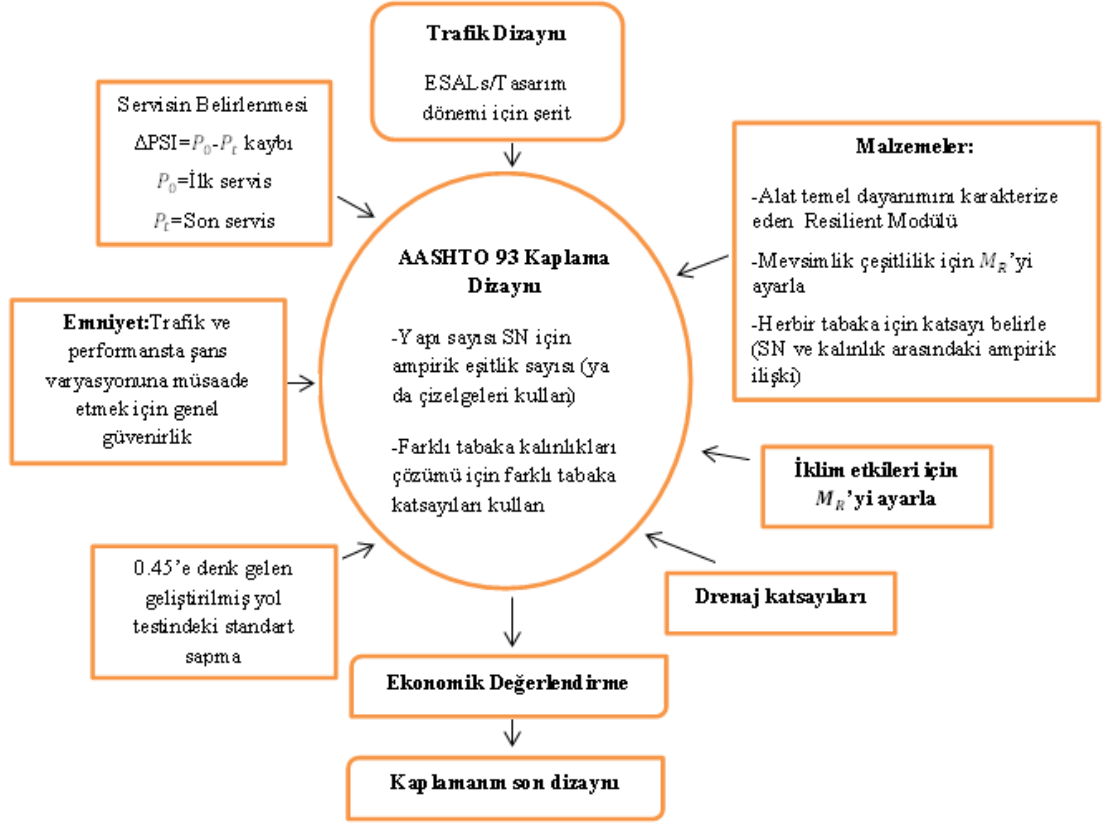 Trafik Dizaynı
ESALs/Tasarım
dönemi için şerit
Servisin Belirlenmesi
ΔPSI=P₀-Pₜ kaybı
P₀=İlk servis
Pₜ=Son servis
Malzemeler:
-Alat temel dayanımını karakterize
eden Resilient Modülü
-Mevsimlik çeşitlilik için M_R'yi
ayarla
-Herbir tabaka için katsayı belirle
(SN ve kalınlık arasındaki ampirik
ilişki)
AASHTO 93 Kaplama
Dizaynı
-Yapı sayısı SN için
ampirik eşitlik sayısı (ya
da çizelgeleri kullan)
-Farklı tabaka kalınlıkları
çözümü için farklı tabaka
katsayıları kullan
Emniyet:Trafik ve
performansta şans
varyasyonuna müsaade
etmek için genel
güvenirlik
İklim etkileri için
M_R'yi ayarla
0.45'e denk gelen
geliştirilmiş yol
testindeki standart
sapma
Drenaj katsayıları
Ekonomik Değerlendirme
Kaplamanın son dizaynı